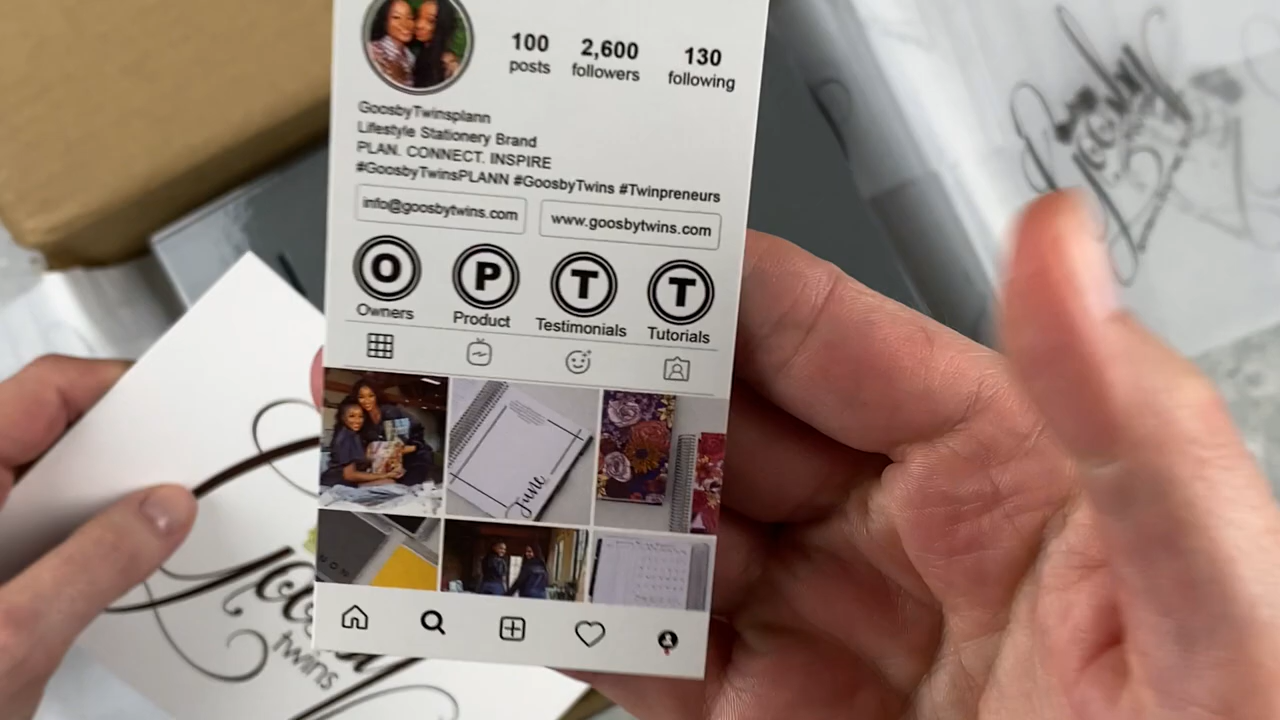 100 2,600 130
posts followers following
GoosbyTwinsplann
Lifestyle Stationery Brand
PLAN. CONNECT. INSPIRE
#GoosbyTwinsPLANN #GoosbyTwins #Twinpreneurs
info@goosbytwins.com www.goosbytwins.com
O P T T
Owners Product Testimonials Tutorials
June
twins